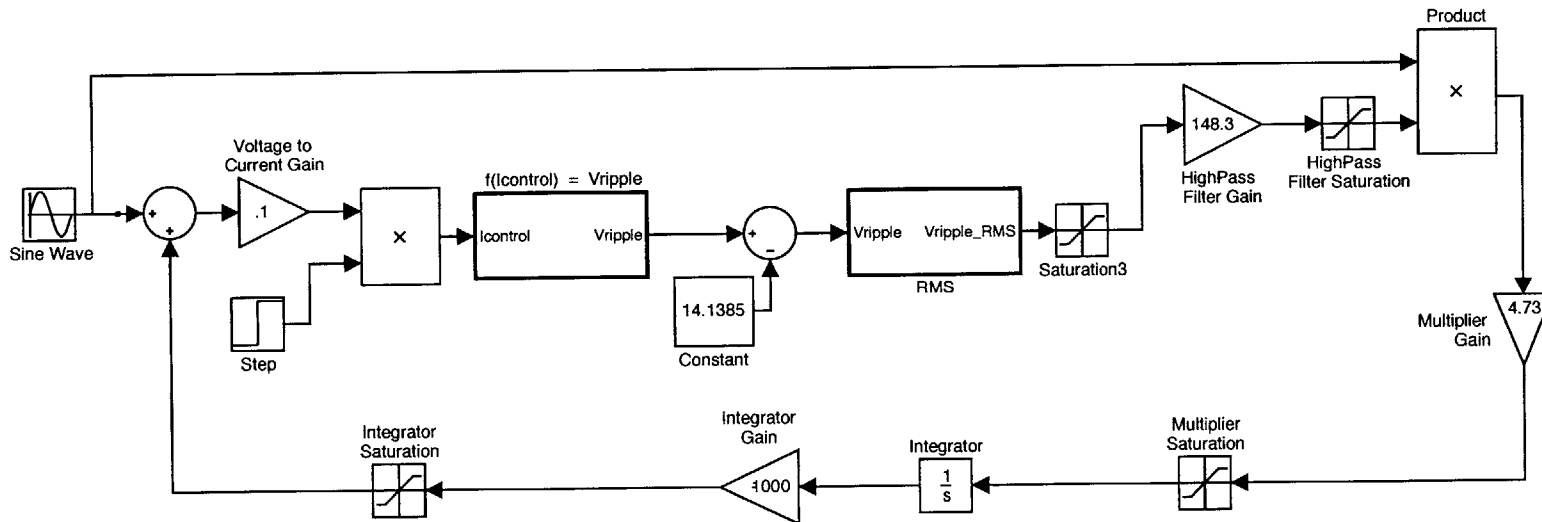 Product
×
148.3
HighPass
Filter Gain
HighPass
Filter Saturation
Voltage to
Current Gain
.1
Sine Wave
+
+
×
Step
f(Icontrol) = Vripple
Icontrol
Vripple
+
−
14.1385
Constant
Vripple
Vripple_RMS
RMS
Saturation3
4.73
Multiplier
Gain
Multiplier
Saturation
Integrator
1
s
Integrator
Gain
-1000
Integrator
Saturation